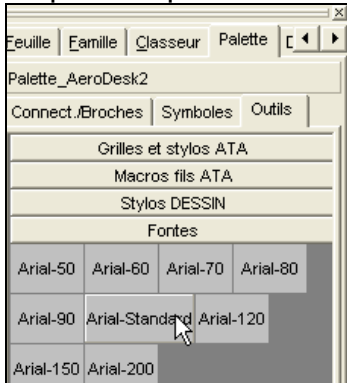 Feuille Famille Classeur Palette
Palette_AeroDesk2
Connect./Broches Symboles Outils
Grilles et stylos ATA
Macros fils ATA
Stylos DESSIN
Fontes
Arial-50 Arial-60 Arial-70 Arial-80
Arial-90 Arial-Standard Arial-120
Arial-150 Arial-200